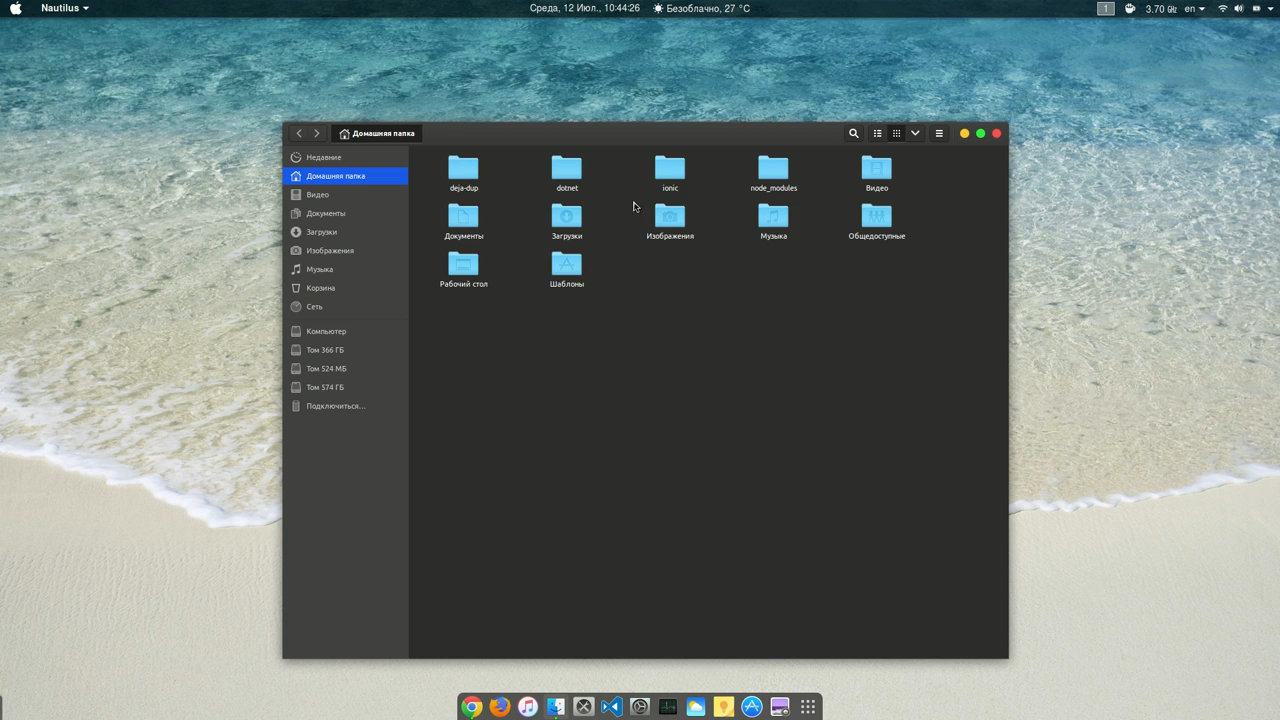 Nautilus
Среда, 12 Июл., 10:44:26
Безоблачно, 27 °C
1
3.70
en
Домашняя папка
Недавние
Домашняя папка
Видео
Документы
Загрузки
Изображения
Музыка
Корзина
Сеть
Компьютер
Том 366 ГБ
Том 524 МБ
Том 574 ГБ
Подключиться...
deja-dup
dotnet
ionic
node_modules
Видео
Документы
Загрузки
Изображения
Музыка
Общедоступные
Рабочий стол
Шаблоны